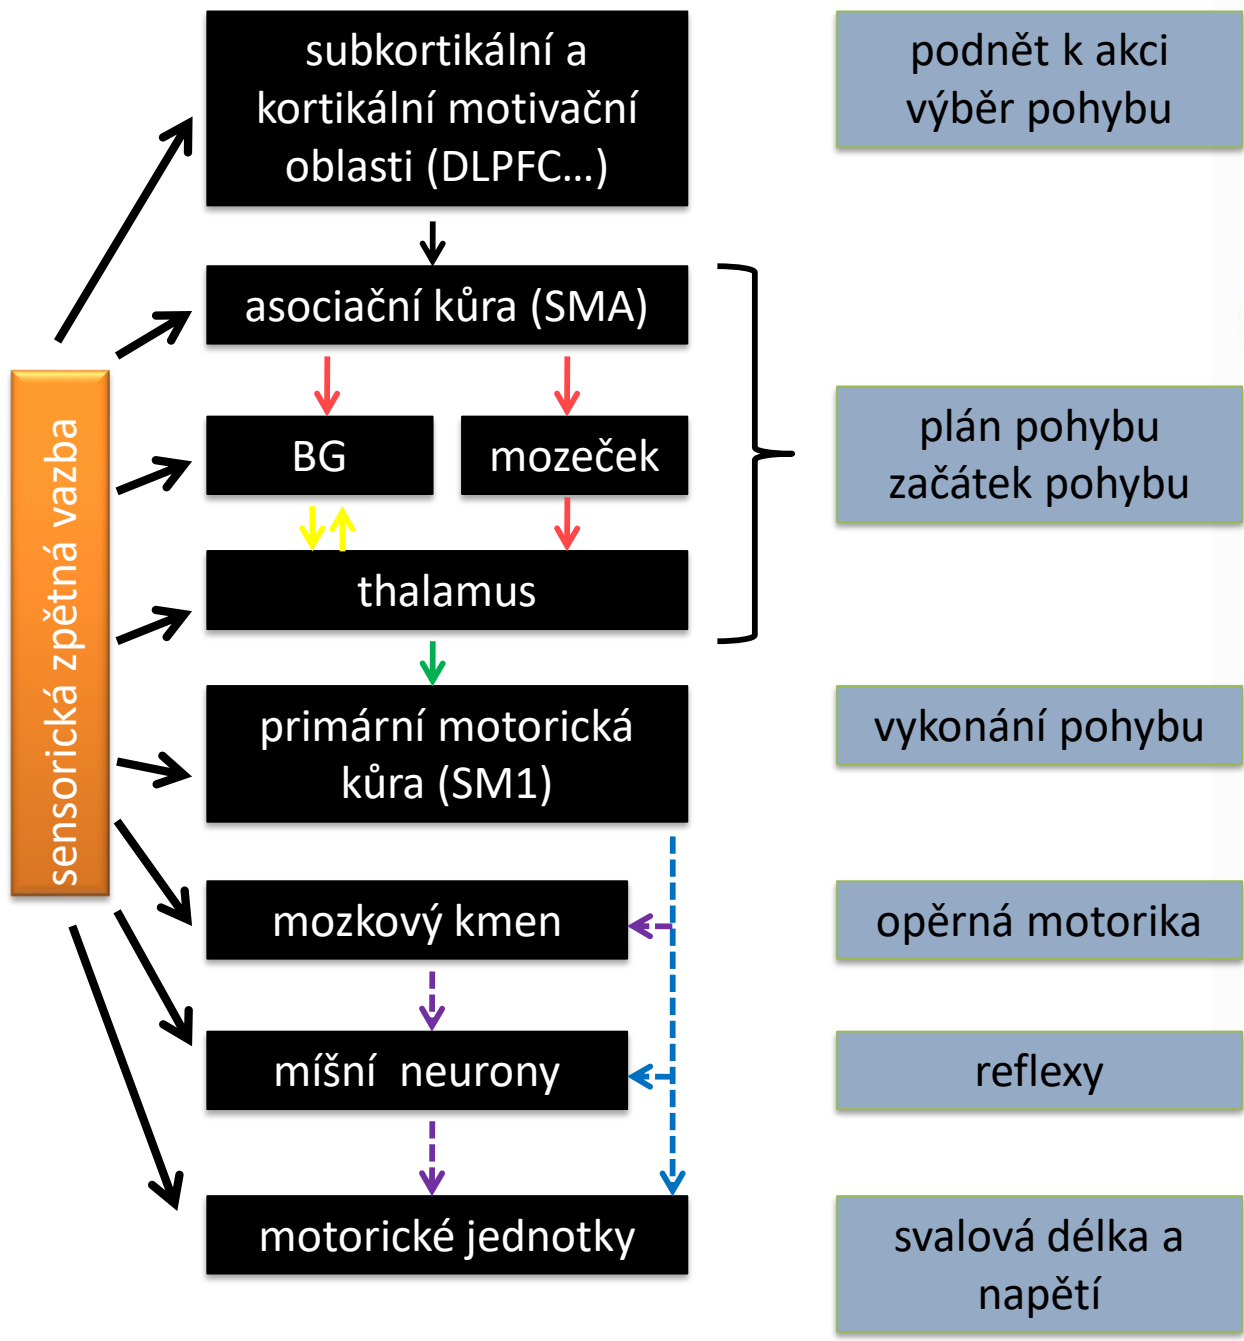 subkortikální a
kortikální motivační
oblasti (DLPFC...)
podnět k akci
výběr pohybu
asociační kůra (SMA)
BG
mozeček
plán pohybu
začátek pohybu
thalamus
sensorická zpětná vazba
primární motorická
kůra (SM1)
vykonání pohybu
mozkový kmen
opěrná motorika
míšní  neurony
reflexy
motorické jednotky
svalová délka a
napětí